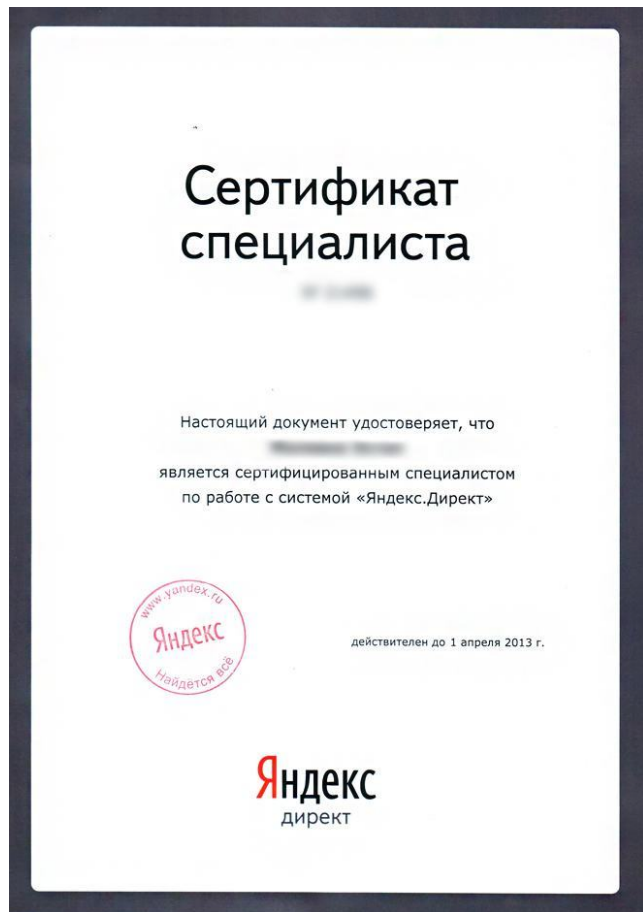 Сертификат
специалиста
Настоящий документ удостоверяет, что
является сертифицированным специалистом
по работе с системой «Яндекс.Директ»
www.yandex.ru
Яндекс
Найдётся всё
действителен до 1 апреля 2013 г.
Яндекс
директ